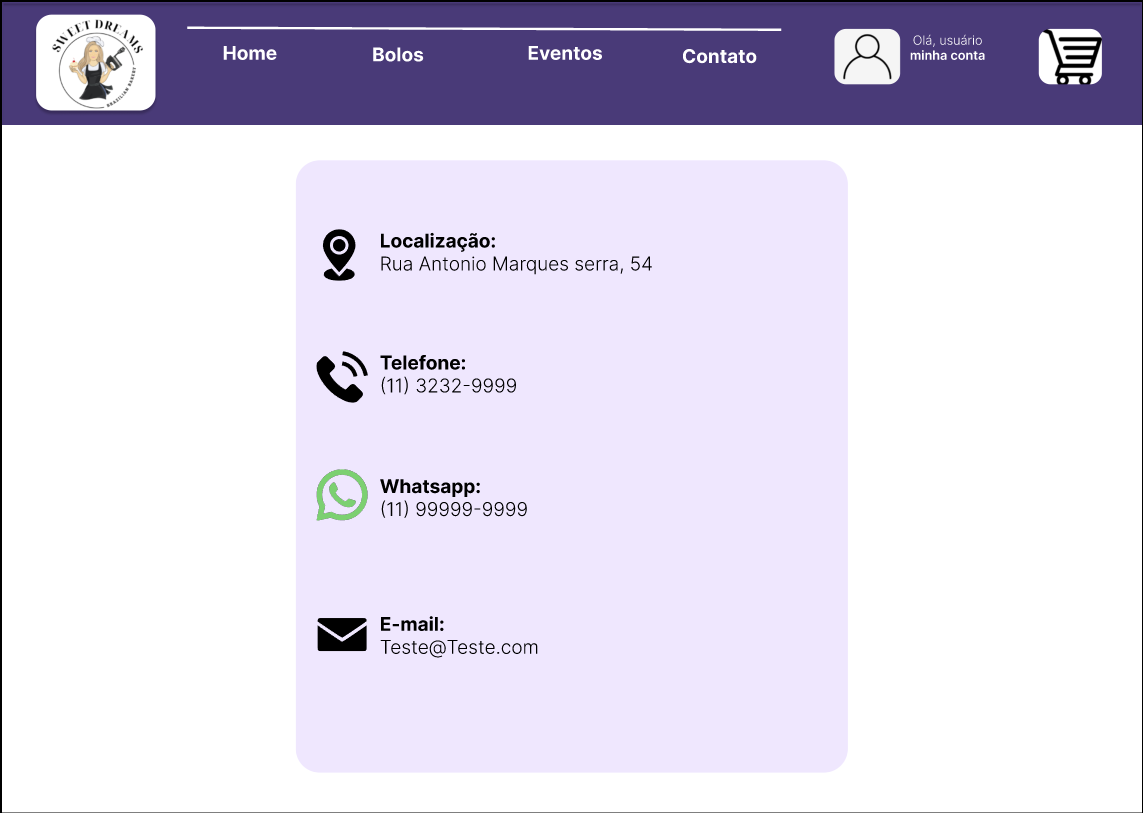 SWEET DREAMS
BRAZILIAN BAKERY
Home
Bolos
Eventos
Contato
Olá, usuário
minha conta
Localização:
Rua Antonio Marques serra, 54
Telefone:
(11) 3232-9999
Whatsapp:
(11) 99999-9999
E-mail:
Teste@Teste.com